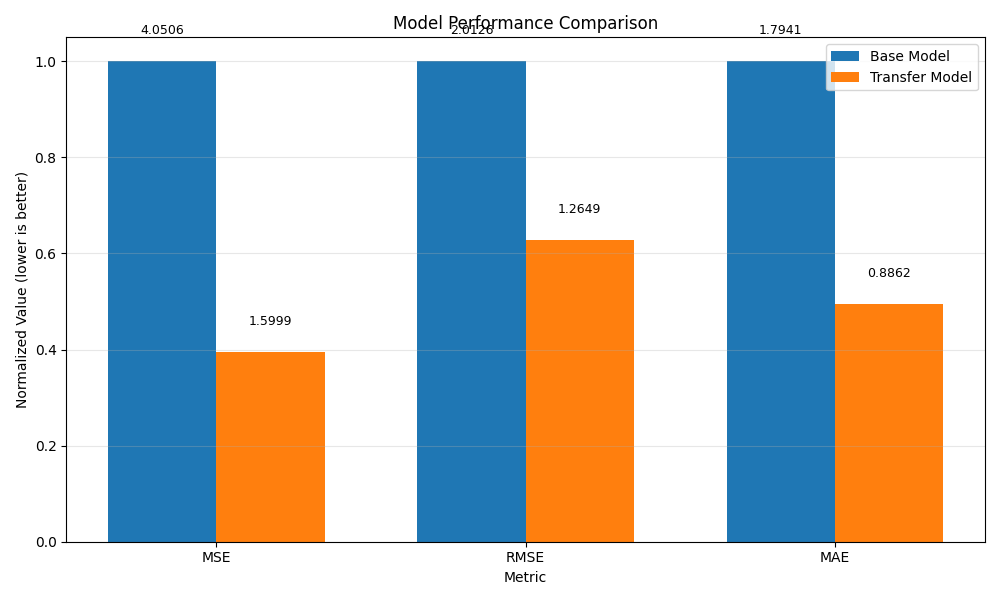 Model Performance Comparison
4.0506
2.0126
1.7941
Base Model
Transfer Model
1.2649
0.8862
1.5999
Normalized Value (lower is better)
1.0
0.8
0.6
0.4
0.2
0.0
MSE
RMSE
MAE
Metric